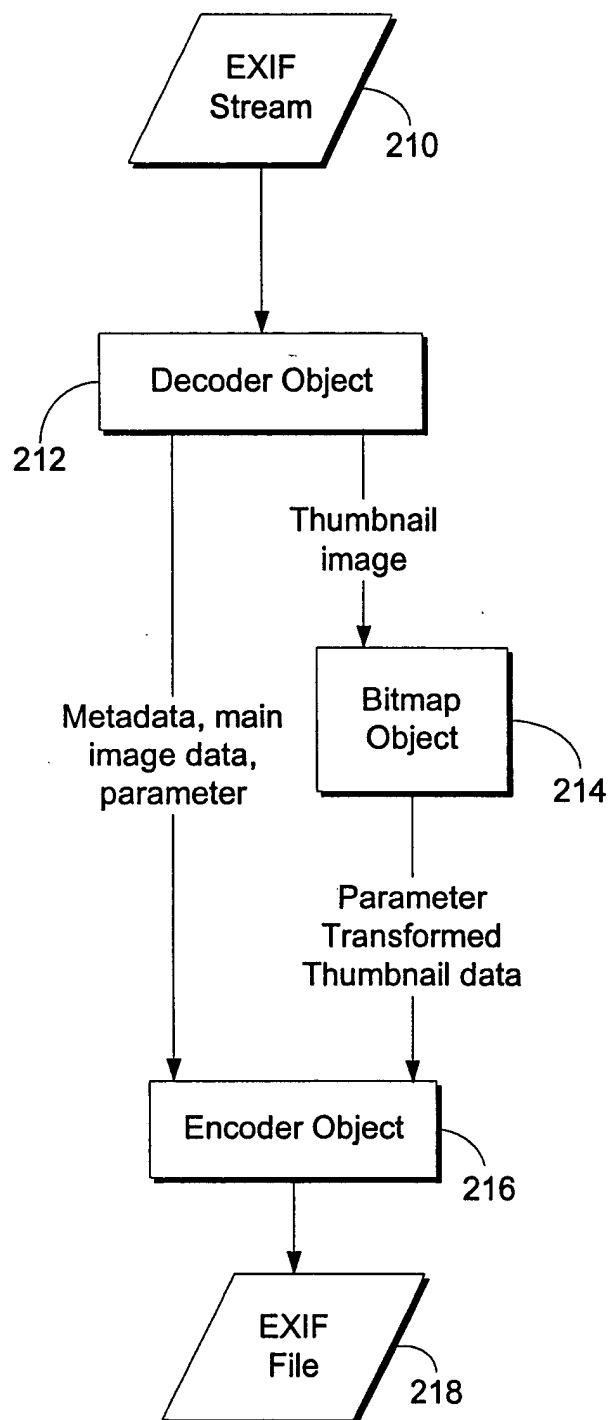 EXIF
Stream
210
Decoder Object
212
Thumbnail
image
Bitmap
Object
214
Metadata, main
image data,
parameter
Parameter
Transformed
Thumbnail data
Encoder Object
216
EXIF
File
218